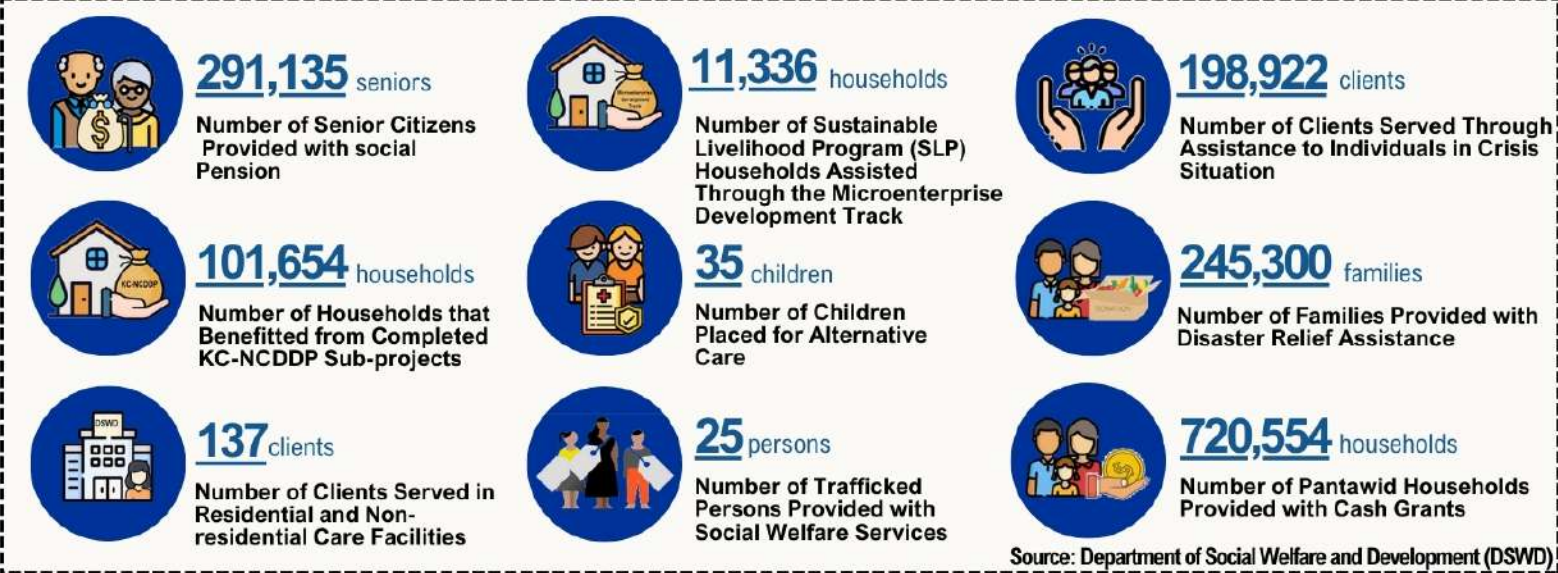 291,135 seniors
Number of Senior Citizens
Provided with social
Pension
11,336 households
Number of Sustainable
Livelihood Program (SLP)
Households Assisted
Through the Microenterprise
Development Track
198,922 clients
Number of Clients Served Through
Assistance to Individuals in Crisis
Situation
KC-NCDDP
101,654 households
Number of Households that
Benefitted from Completed
KC-NCDDP Sub-projects
35 children
Number of Children
Placed for Alternative
Care
245,300 families
Number of Families Provided with
Disaster Relief Assistance
DSWD
137 clients
Number of Clients Served in
Residential and Non-
residential Care Facilities
25 persons
Number of Trafficked
Persons Provided with
Social Welfare Services
720,554 households
Number of Pantawid Households
Provided with Cash Grants
Source: Department of Social Welfare and Development (DSWD)